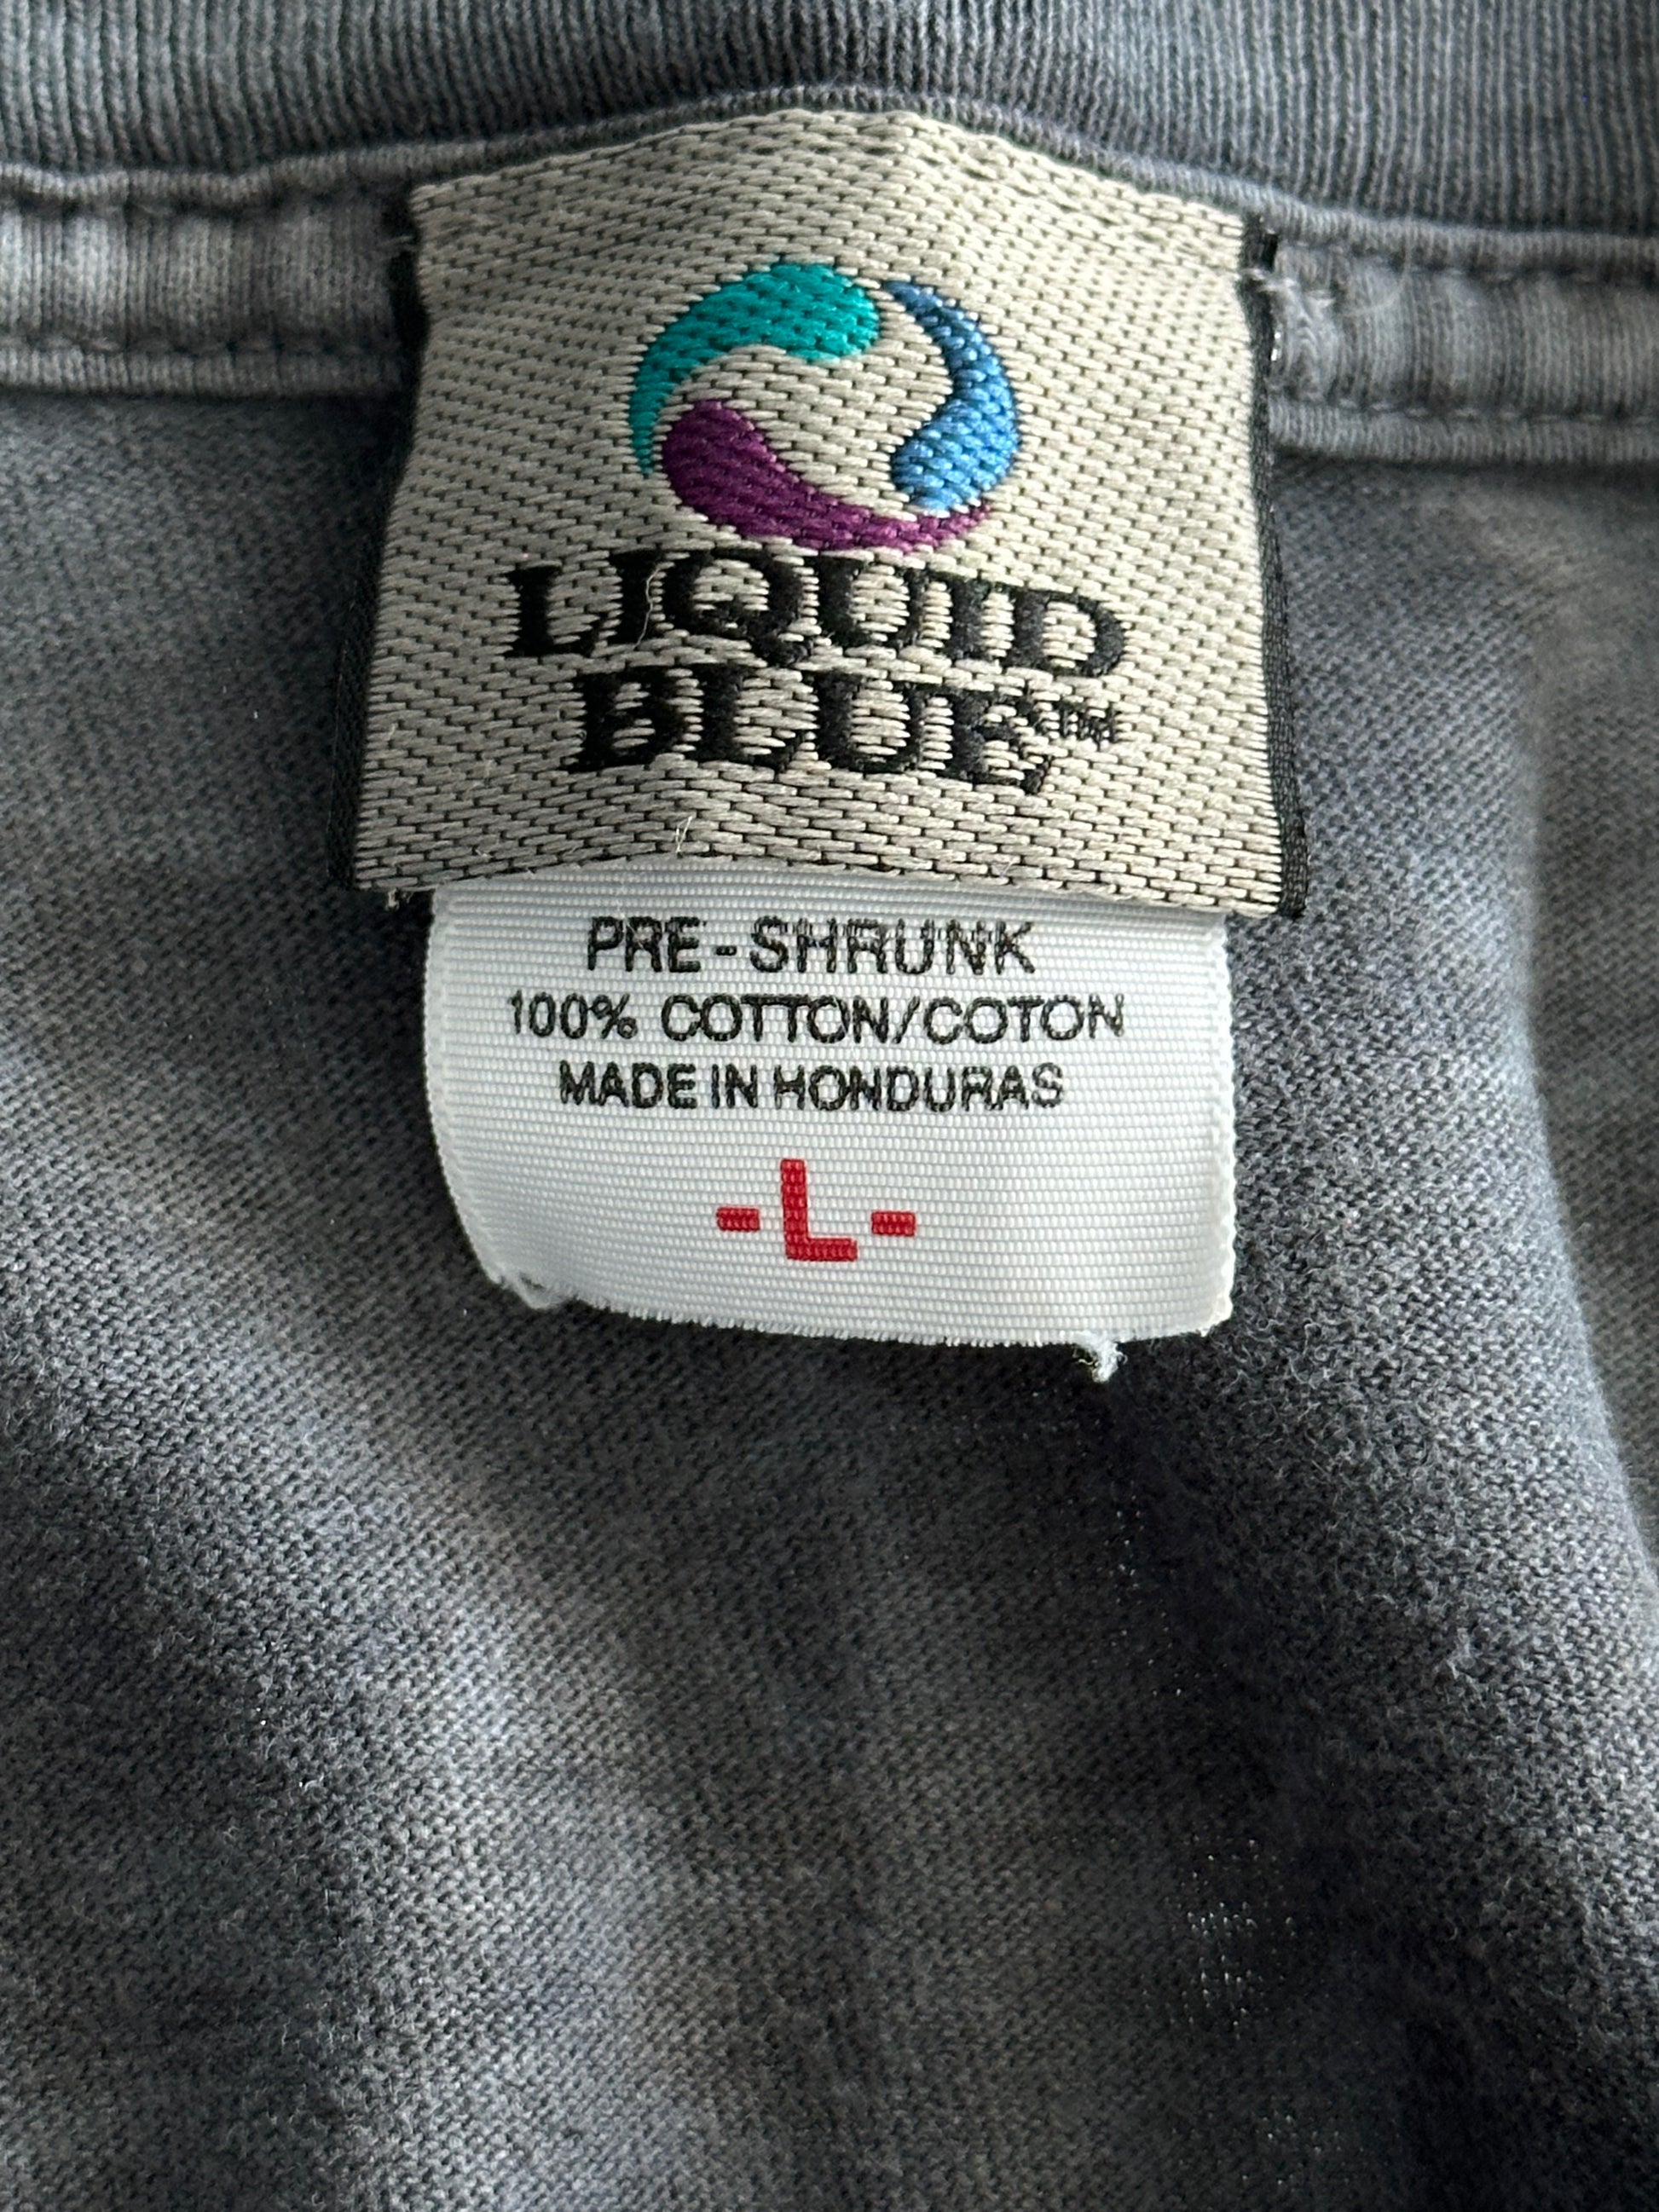 LIQUID
BLUE™
PRE-SHRUNK
100% COTTON/COTON
MADE IN HONDURAS
-L-